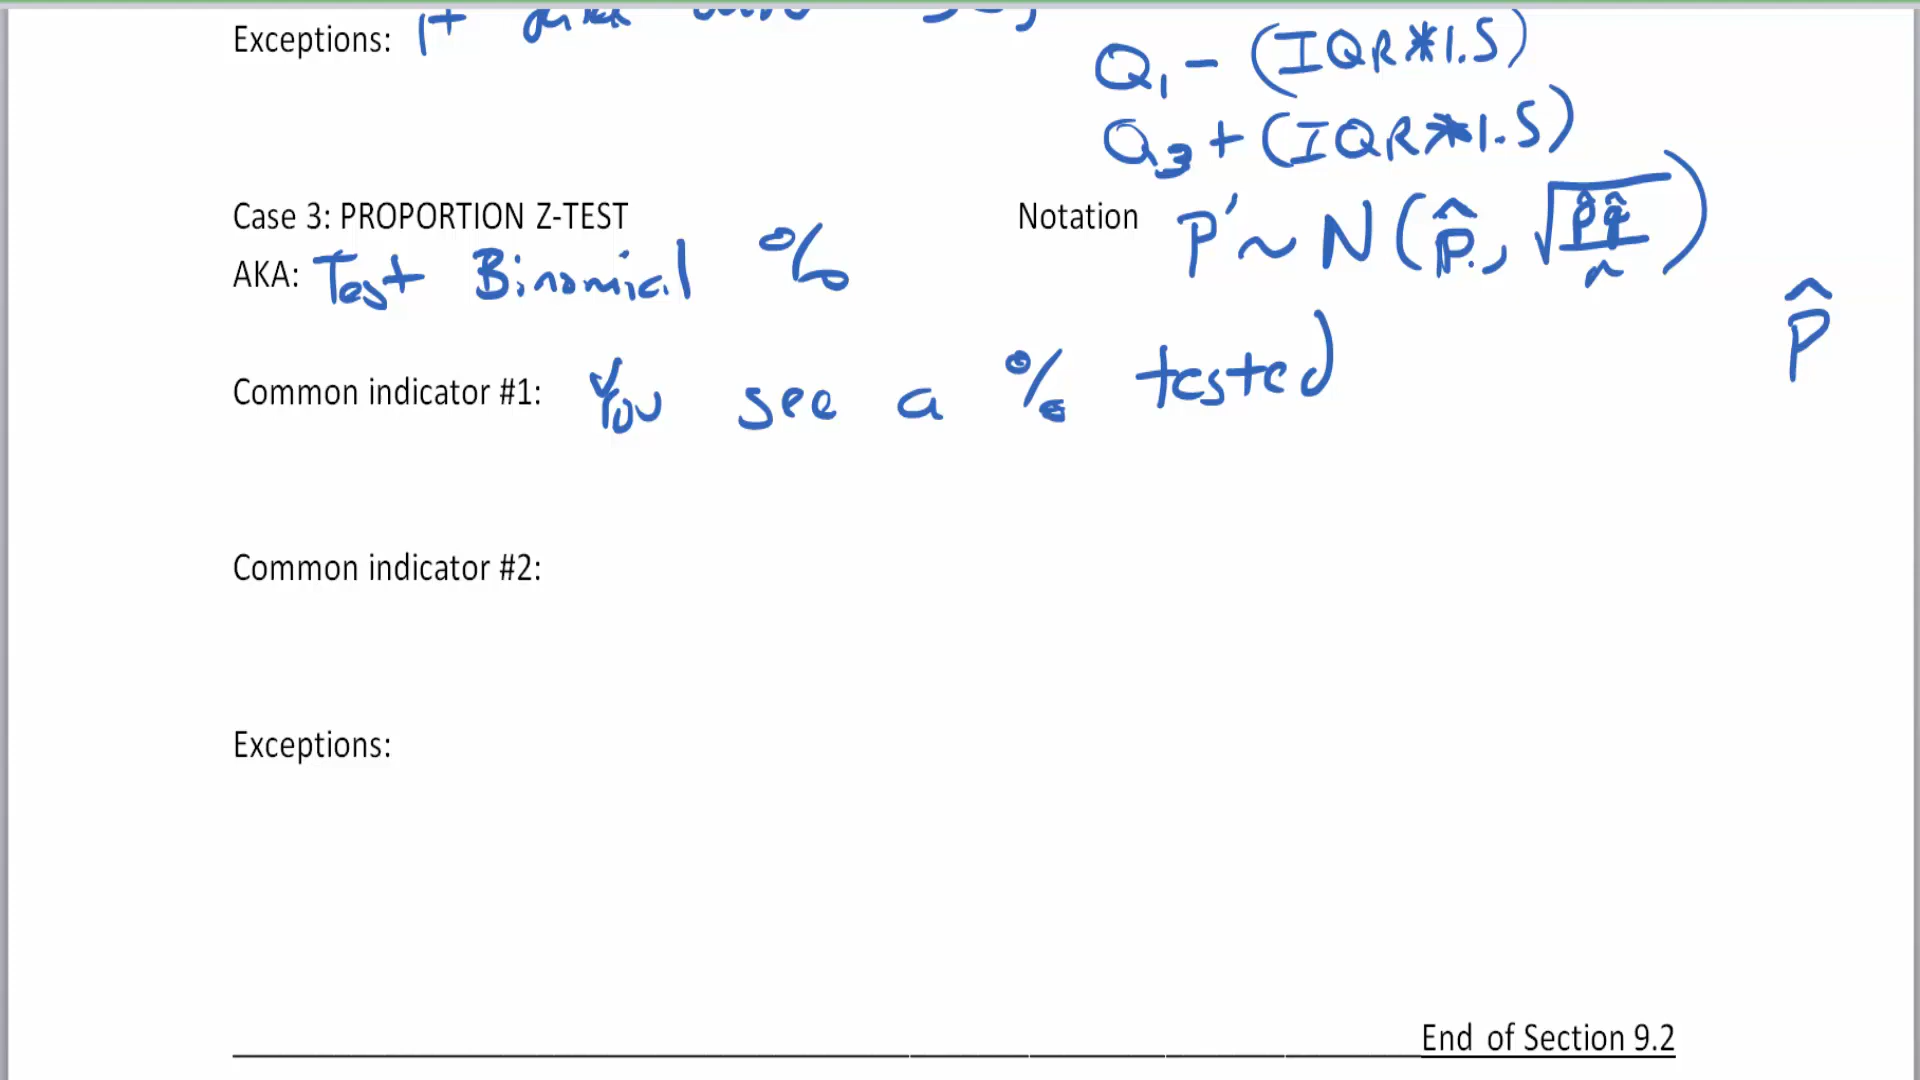 Exceptions: It
Q₁ - (IQR*1.5)
Q₃ + (IQR*1.5)
Case 3: PROPORTION Z-TEST
Notation P' ~ N(p̂, √(p̂q̂/n))
AKA: Test Binomial %
p̂
Common indicator #1: You see a % tested
Common indicator #2:
Exceptions:
End of Section 9.2